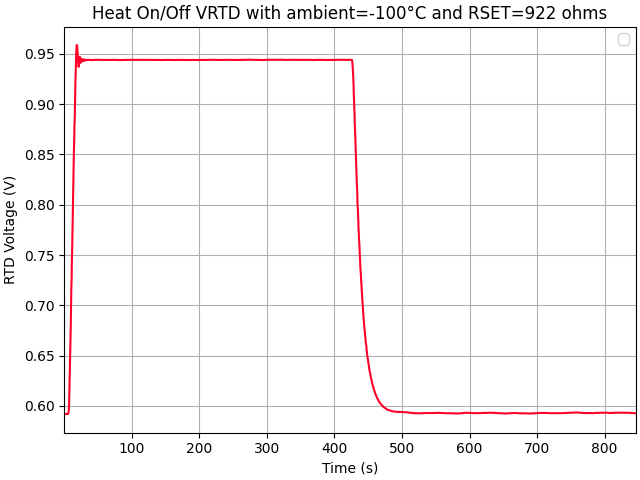 Heat On/Off VRTD with ambient=-100°C and RSET=922 ohms
0.95
0.90
0.85
0.80
0.75
0.70
0.65
0.60
RTD Voltage (V)
100 200 300 400 500 600 700 800
Time (s)